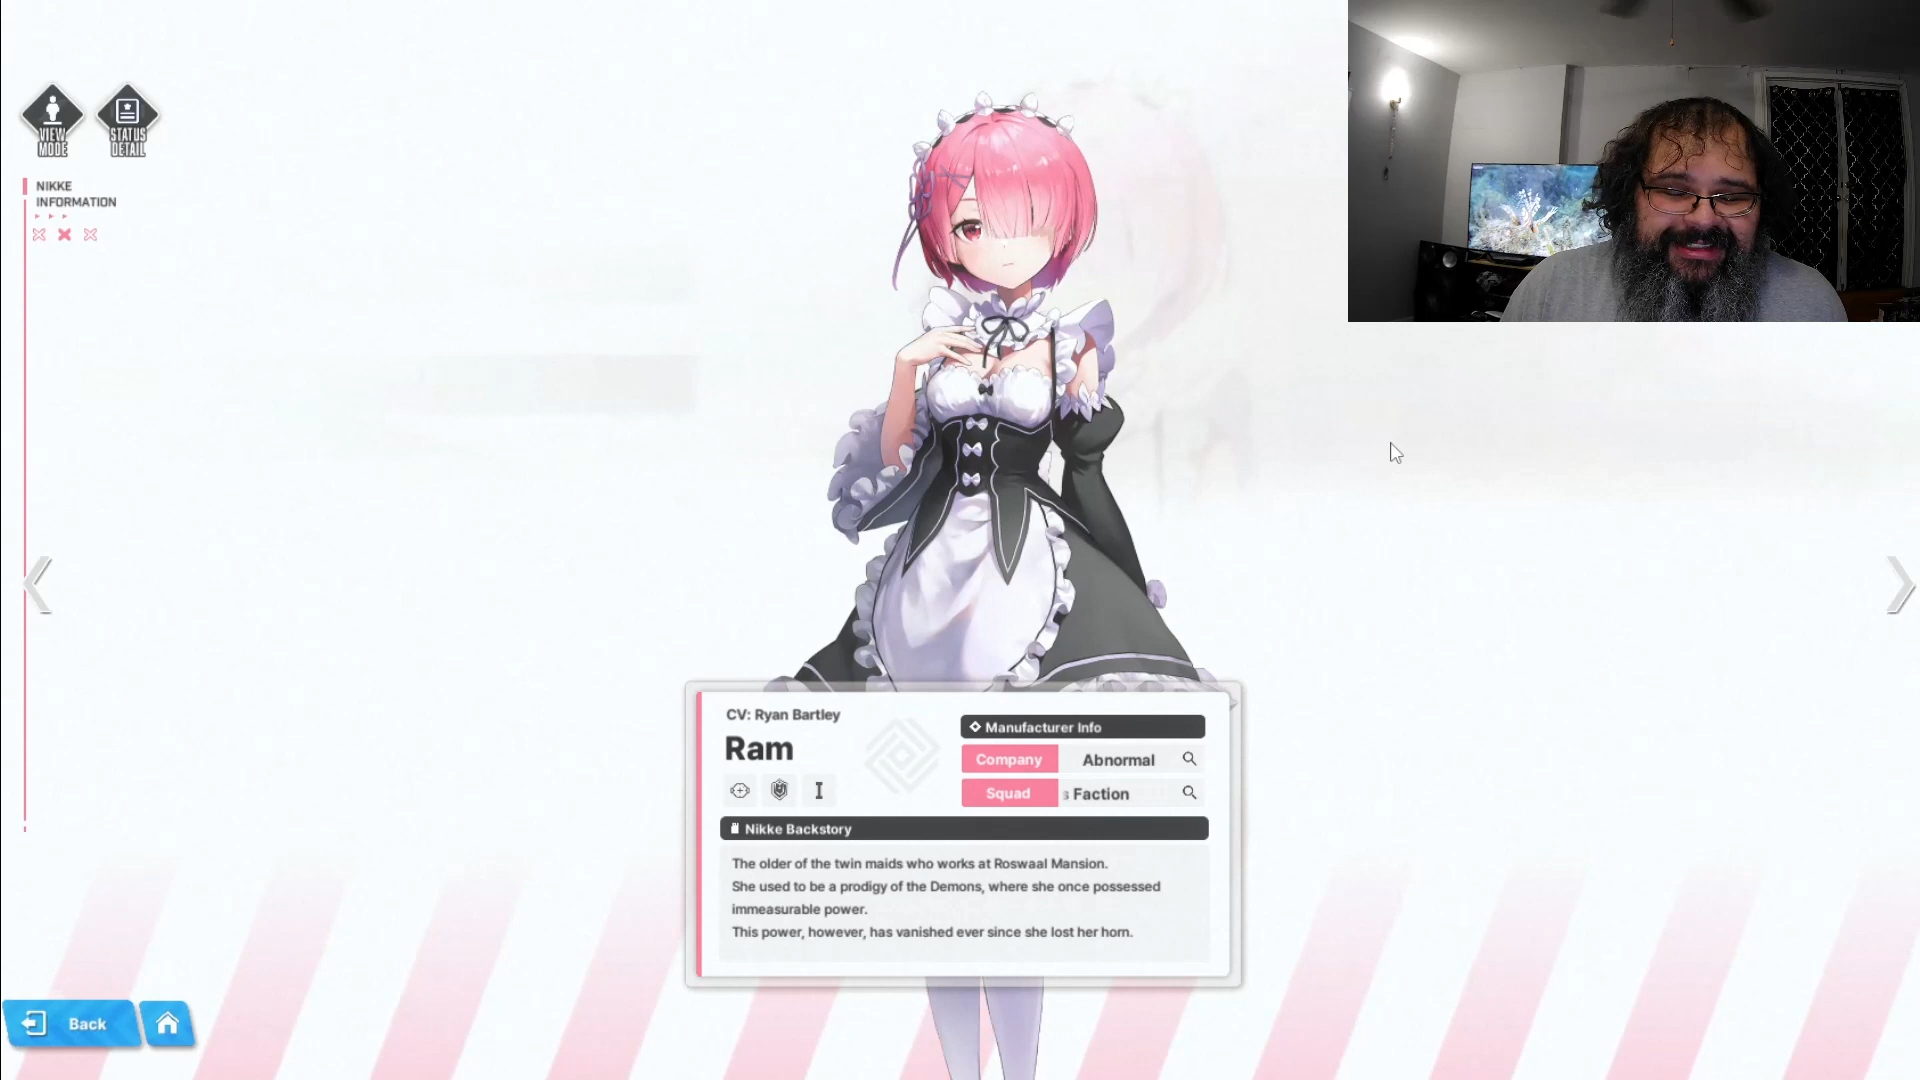 VIEW
MODE
STATUS
DETAIL
NIKKE
INFORMATION
CV: Ryan Bartley
Ram
I
Manufacturer Info
Company Abnormal
Squad s Faction
Nikke Backstory
The older of the twin maids who works at Roswaal Mansion.
She used to be a prodigy of the Demons, where she once possessed
immeasurable power.
This power, however, has vanished ever since she lost her horn.
Back